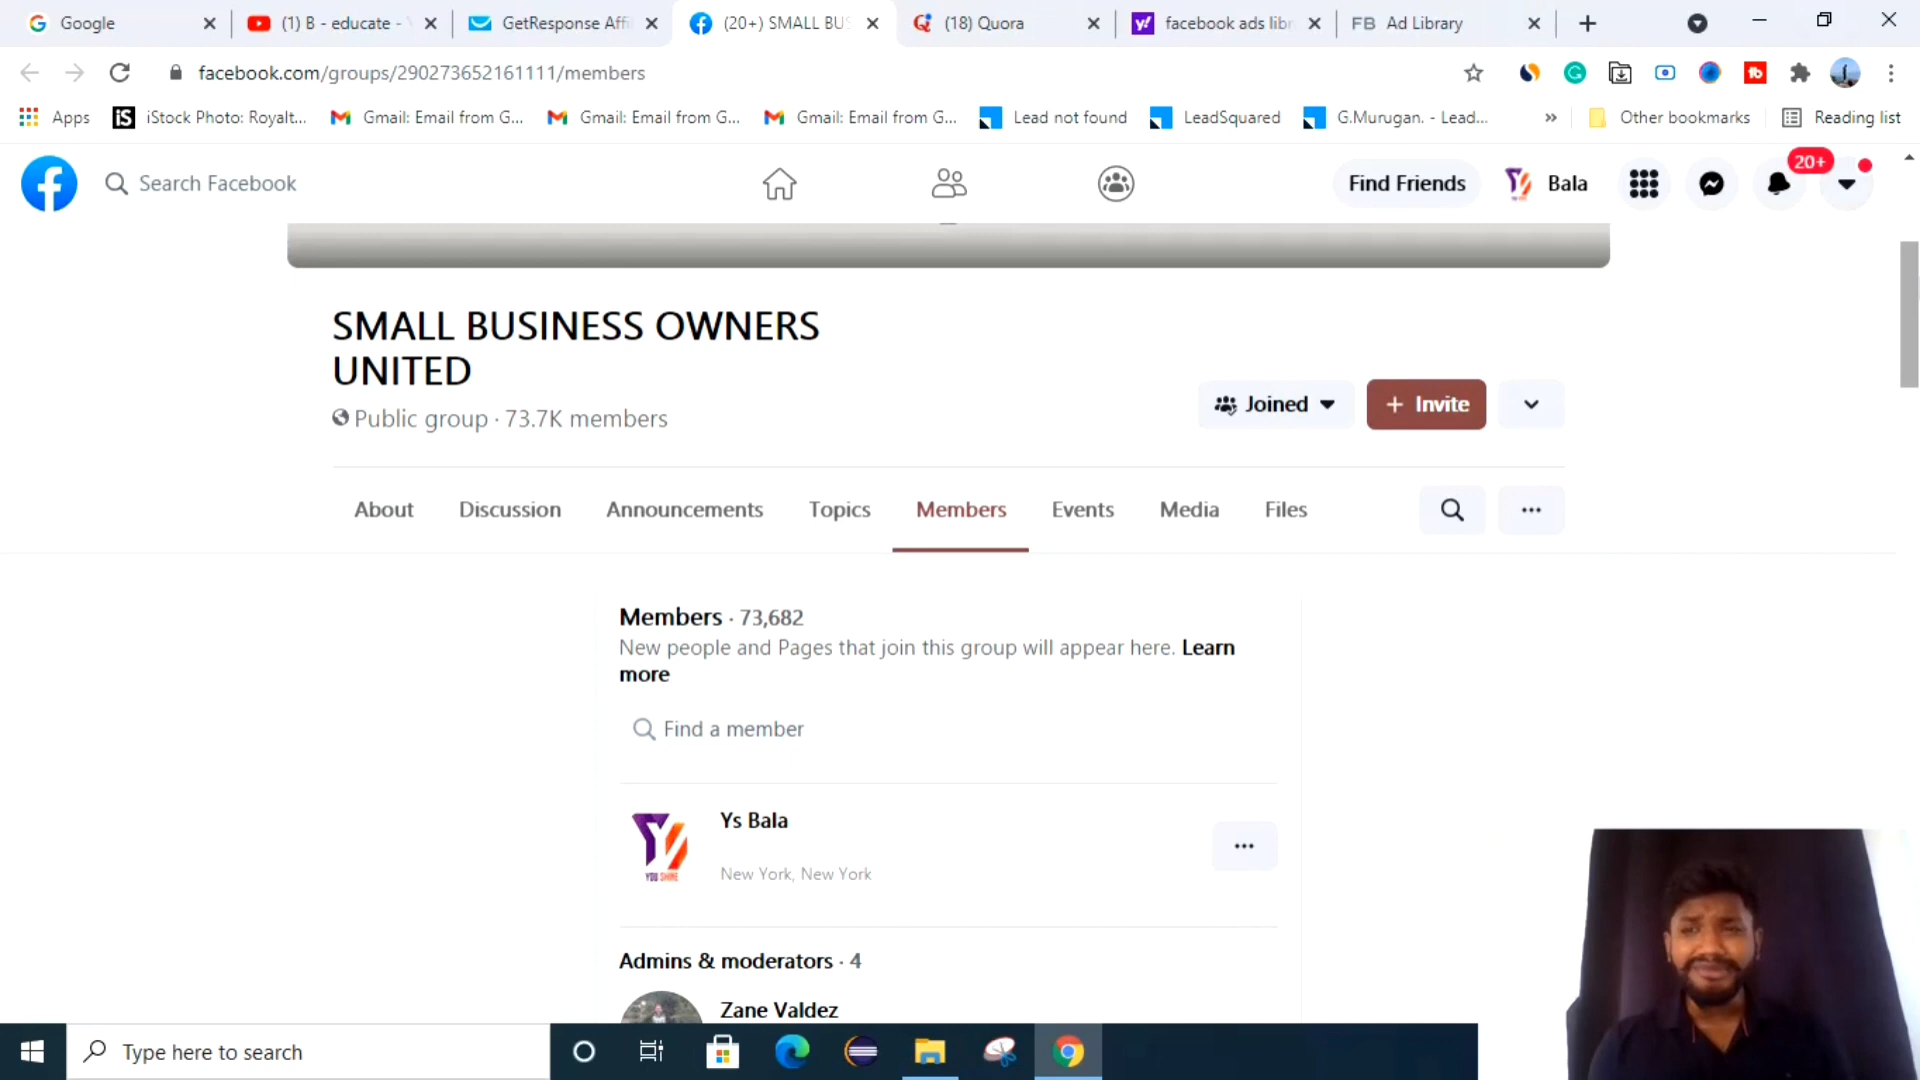 Google
(1) B - educate -
GetResponse Affi
(20+) SMALL BUS
(18) Quora
facebook ads libr
FB Ad Library
facebook.com/groups/290273652161111/members
Apps
iS iStock Photo: Royalt...
Gmail: Email from G...
Gmail: Email from G...
Gmail: Email from G...
Lead not found
LeadSquared
G.Murugan. - Lead...
»
Other bookmarks
Reading list
Search Facebook
Find Friends
Bala
20+
SMALL BUSINESS OWNERS
UNITED
Public group · 73.7K members
Joined
+ Invite
About
Discussion
Announcements
Topics
Members
Events
Media
Files
Members · 73,682
New people and Pages that join this group will appear here. Learn
more
Find a member
Ys Bala
YOU SHINE
New York, New York
Admins & moderators · 4
Zane Valdez
Type here to search